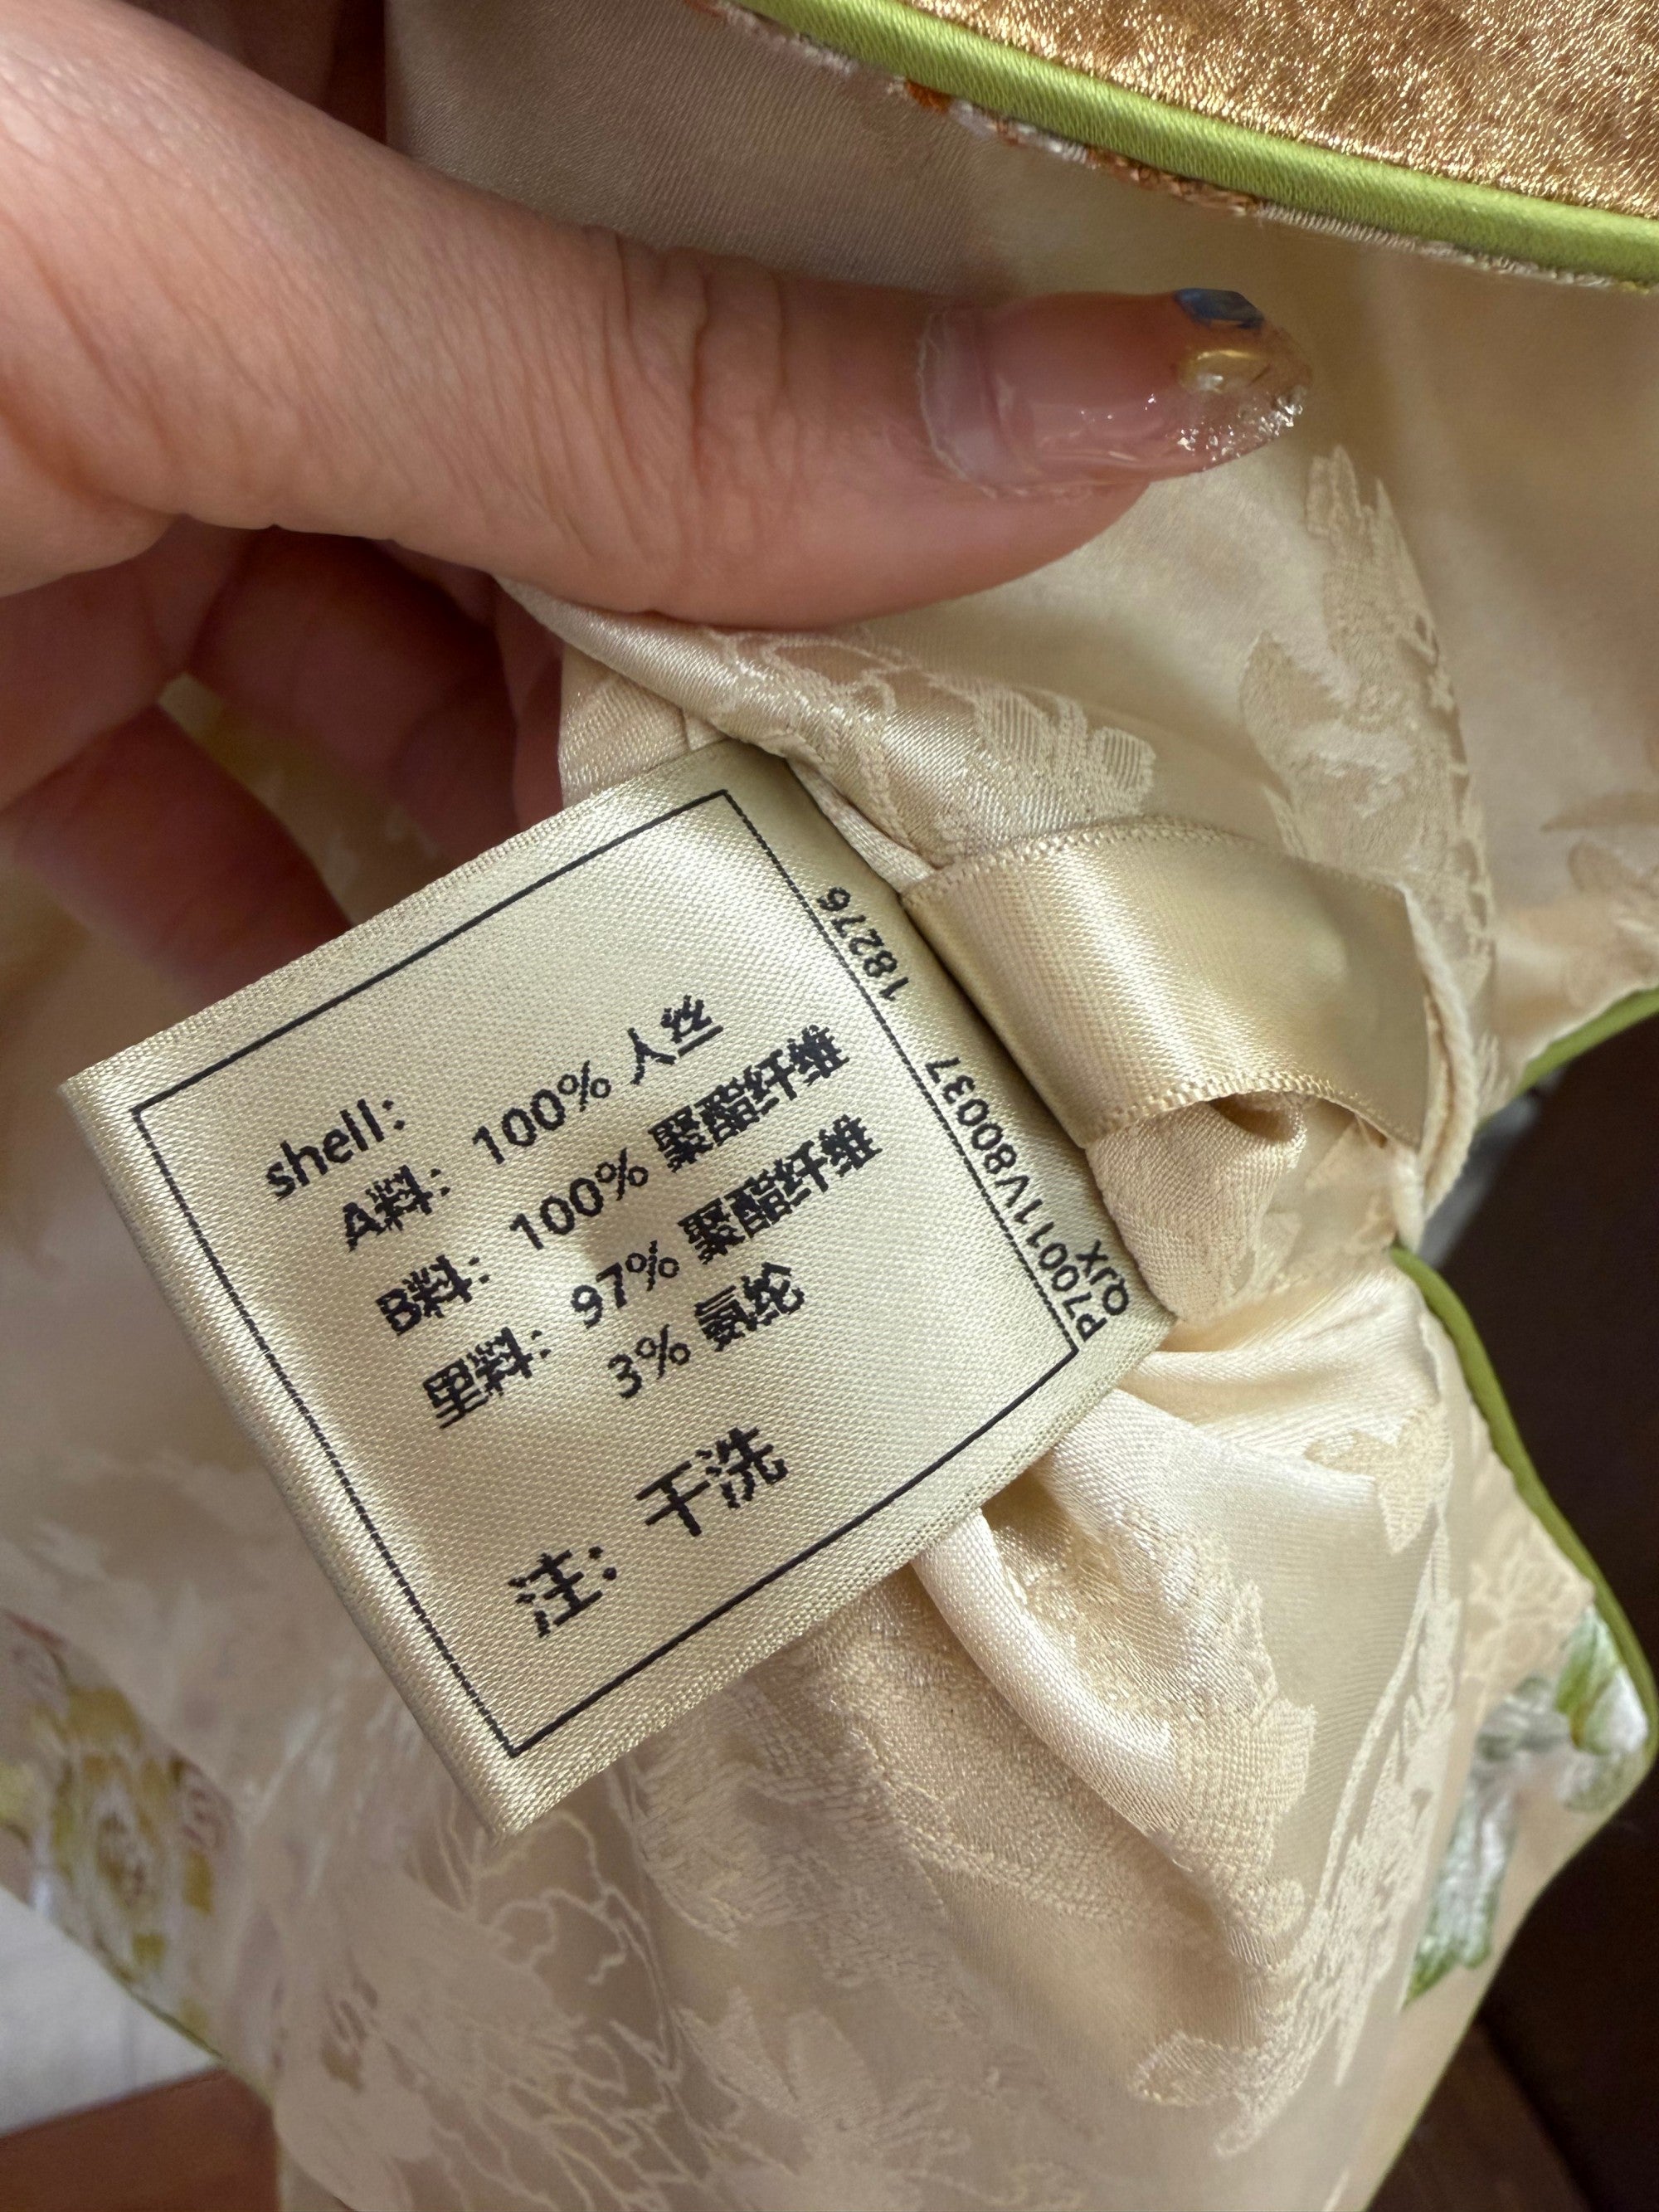 shell:
A料: 100% 人丝
B料: 100% 聚酯纤维
里料: 97% 聚酯纤维
3% 氨纶
注: 干洗
18276
P70011V80037
QJX